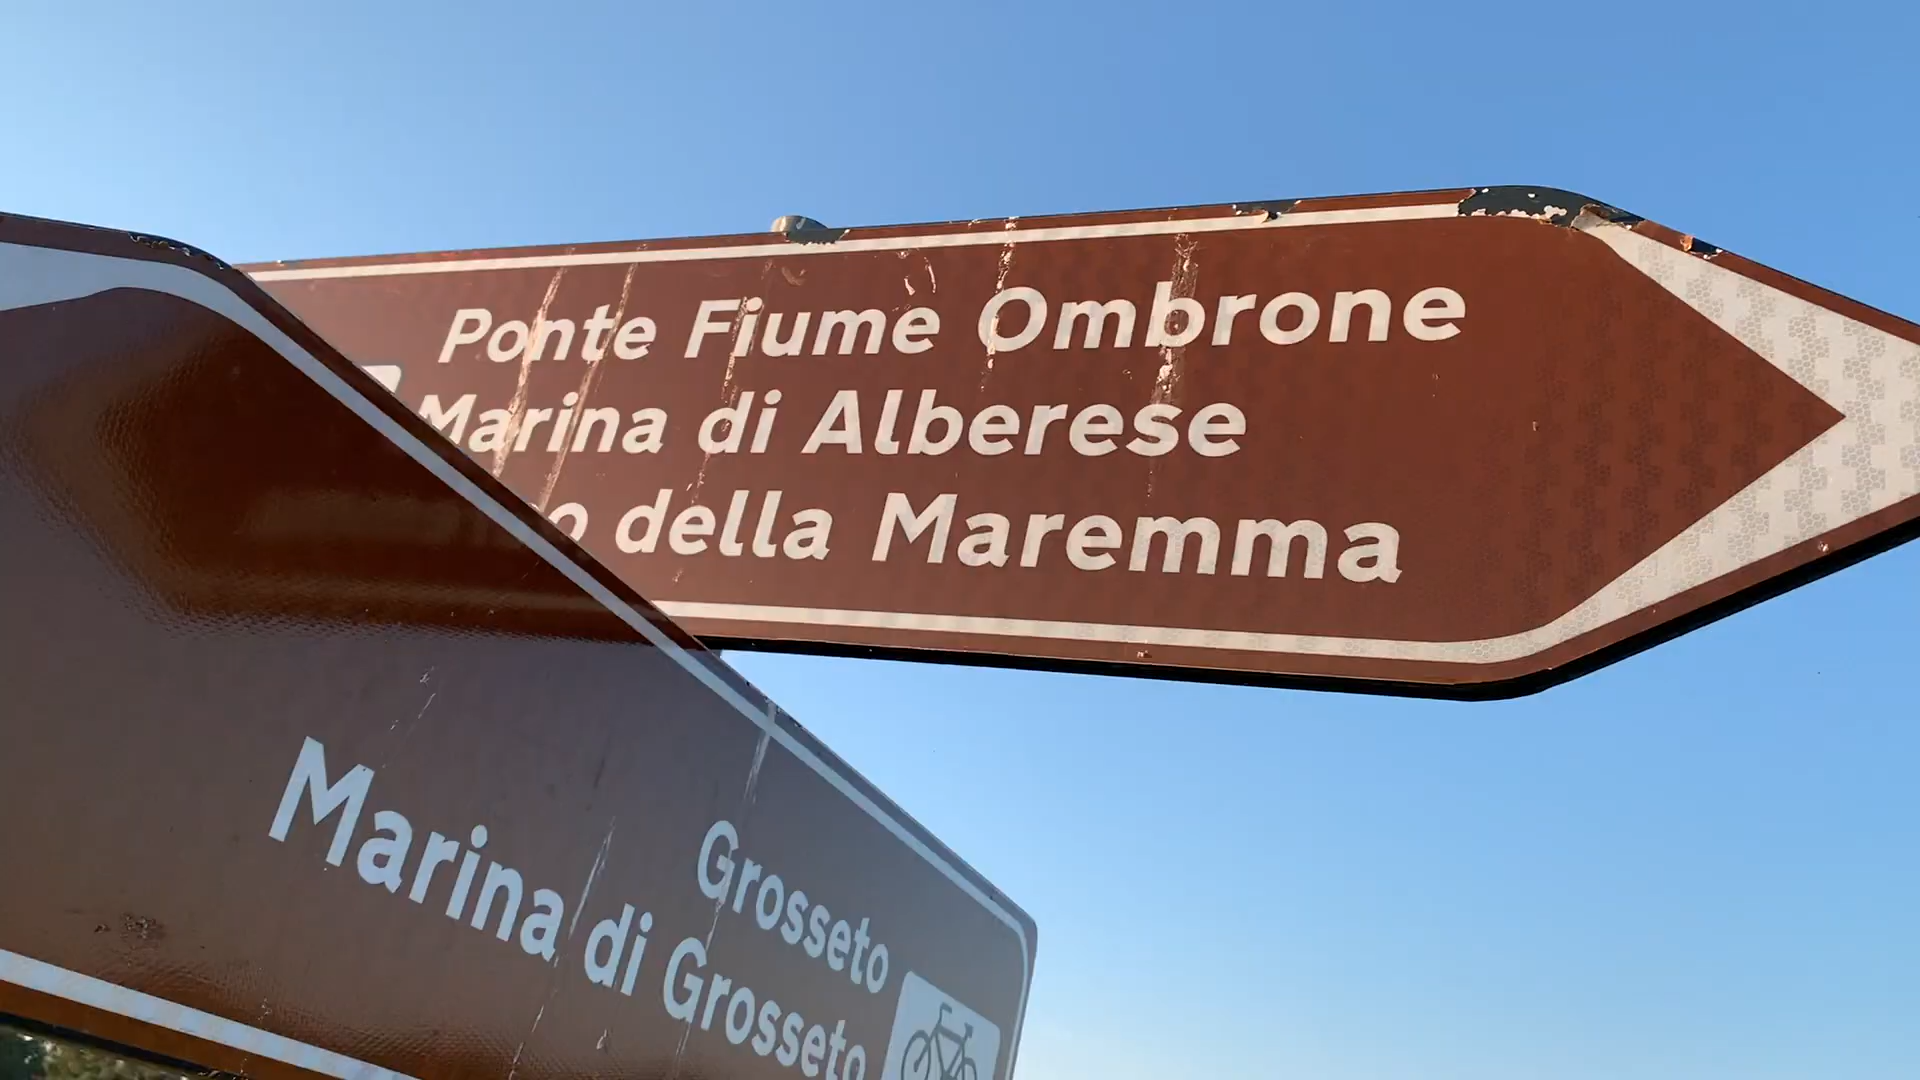 Ponte Fiume Ombrone
Marina di Alberese
della Maremma
Grosseto
Marina di Grosseto